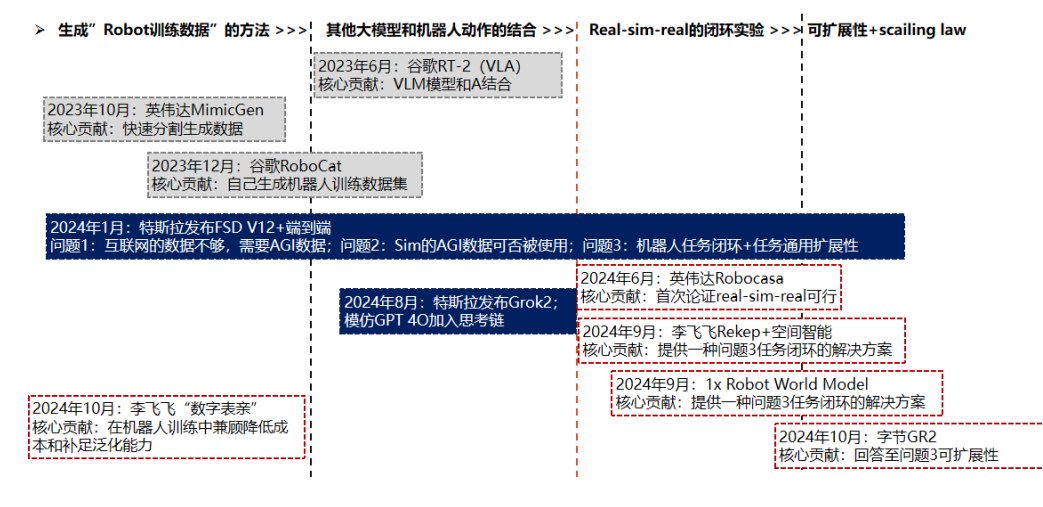 ➢ 生成”Robot训练数据”的方法 >>> 其他大模型和机器人动作的结合 >>> Real-sim-real的闭环实验 >>> 可扩展性+scailing law
2023年6月：谷歌RT-2（VLA）
核心贡献：VLM模型和A结合
2023年10月：英伟达MimicGen
核心贡献：快速分割生成数据
2023年12月：谷歌RoboCat
核心贡献：自己生成机器人训练数据集
2024年1月：特斯拉发布FSD V12+端到端
问题1：互联网的数据不够，需要AGI数据；问题2：Sim的AGI数据可否被使用；问题3：机器人任务闭环+任务通用扩展性
2024年6月：英伟达Robocasa
核心贡献：首次论证real-sim-real可行
2024年8月：特斯拉发布Grok2；
模仿GPT 4O加入思考链
2024年9月：李飞飞Rekep+空间智能
核心贡献：提供一种问题3任务闭环的解决方案
2024年9月：1x Robot World Model
核心贡献：提供一种问题3任务闭环的解决方案
2024年10月：李飞飞“数字表亲”
核心贡献：在机器人训练中兼顾降低成
本和补足泛化能力
2024年10月：字节GR2
核心贡献：回答至问题3可扩展性